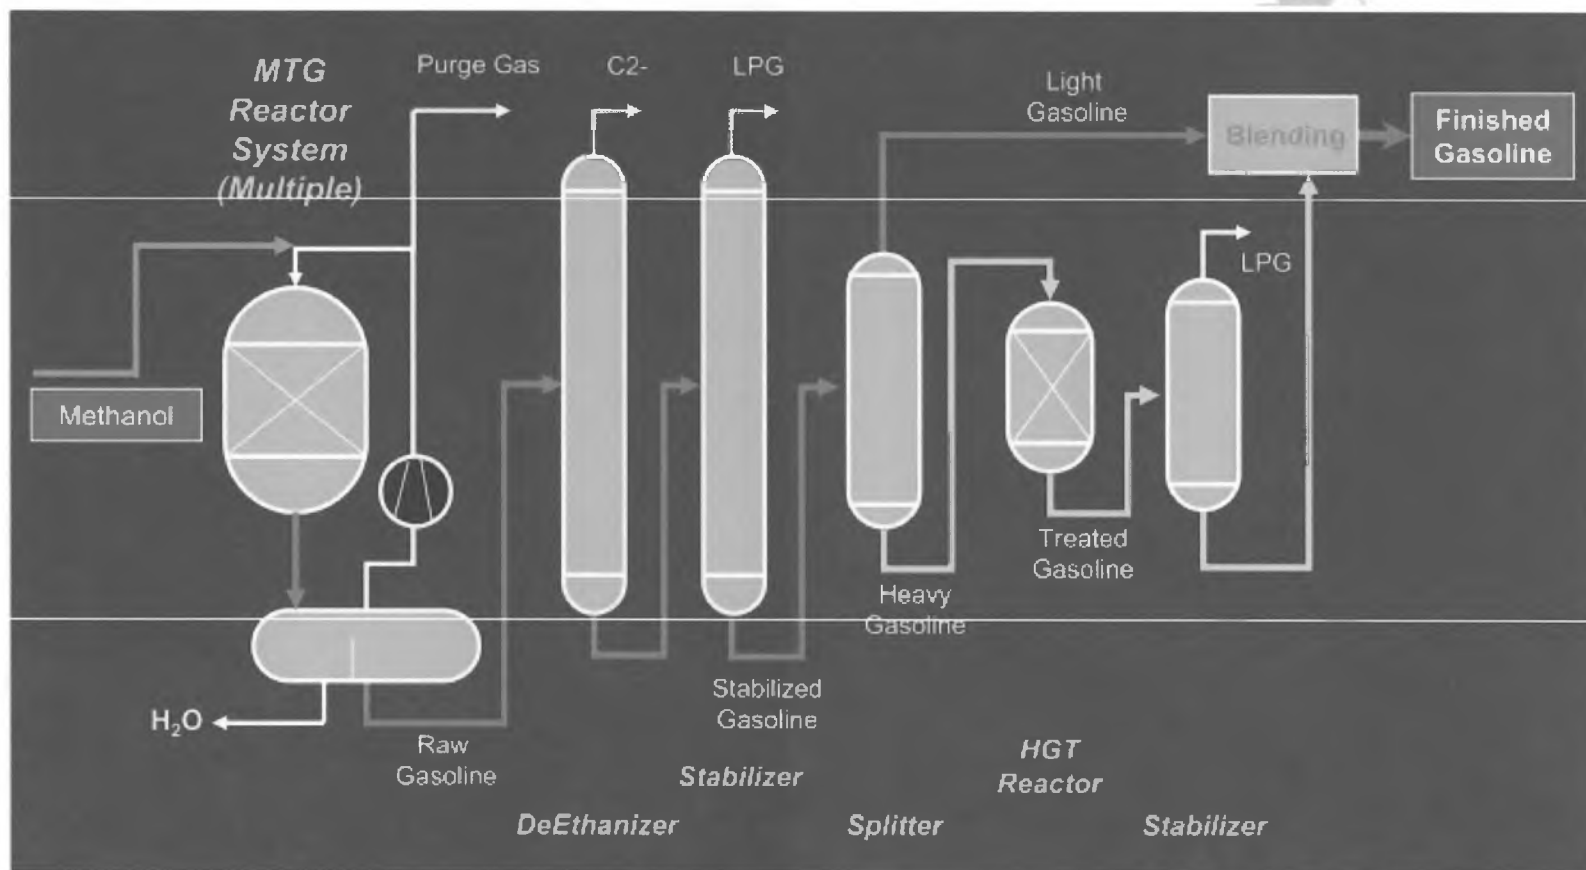 MTG
Reactor
System
(Multiple)
Purge Gas
C2-
LPG
Light
Gasoline
Blending
Finished
Gasoline
LPG
Methanol
Treated
Gasoline
Heavy
Gasoline
Stabilized
Gasoline
H₂O
Raw
Gasoline
HGT
Reactor
Stabilizer
DeEthanizer
Splitter
Stabilizer